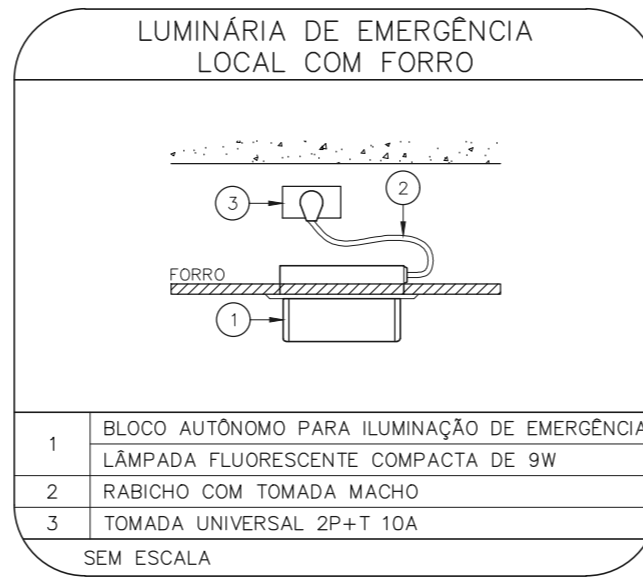 LUMINÁRIA DE EMERGÊNCIA
LOCAL COM FORRO
2
3
FORRO
1
1 BLOCO AUTÔNOMO PARA ILUMINAÇÃO DE EMERGÊNCIA
LÂMPADA FLUORESCENTE COMPACTA DE 9W
2 RABICHO COM TOMADA MACHO
3 TOMADA UNIVERSAL 2P+T 10A
SEM ESCALA